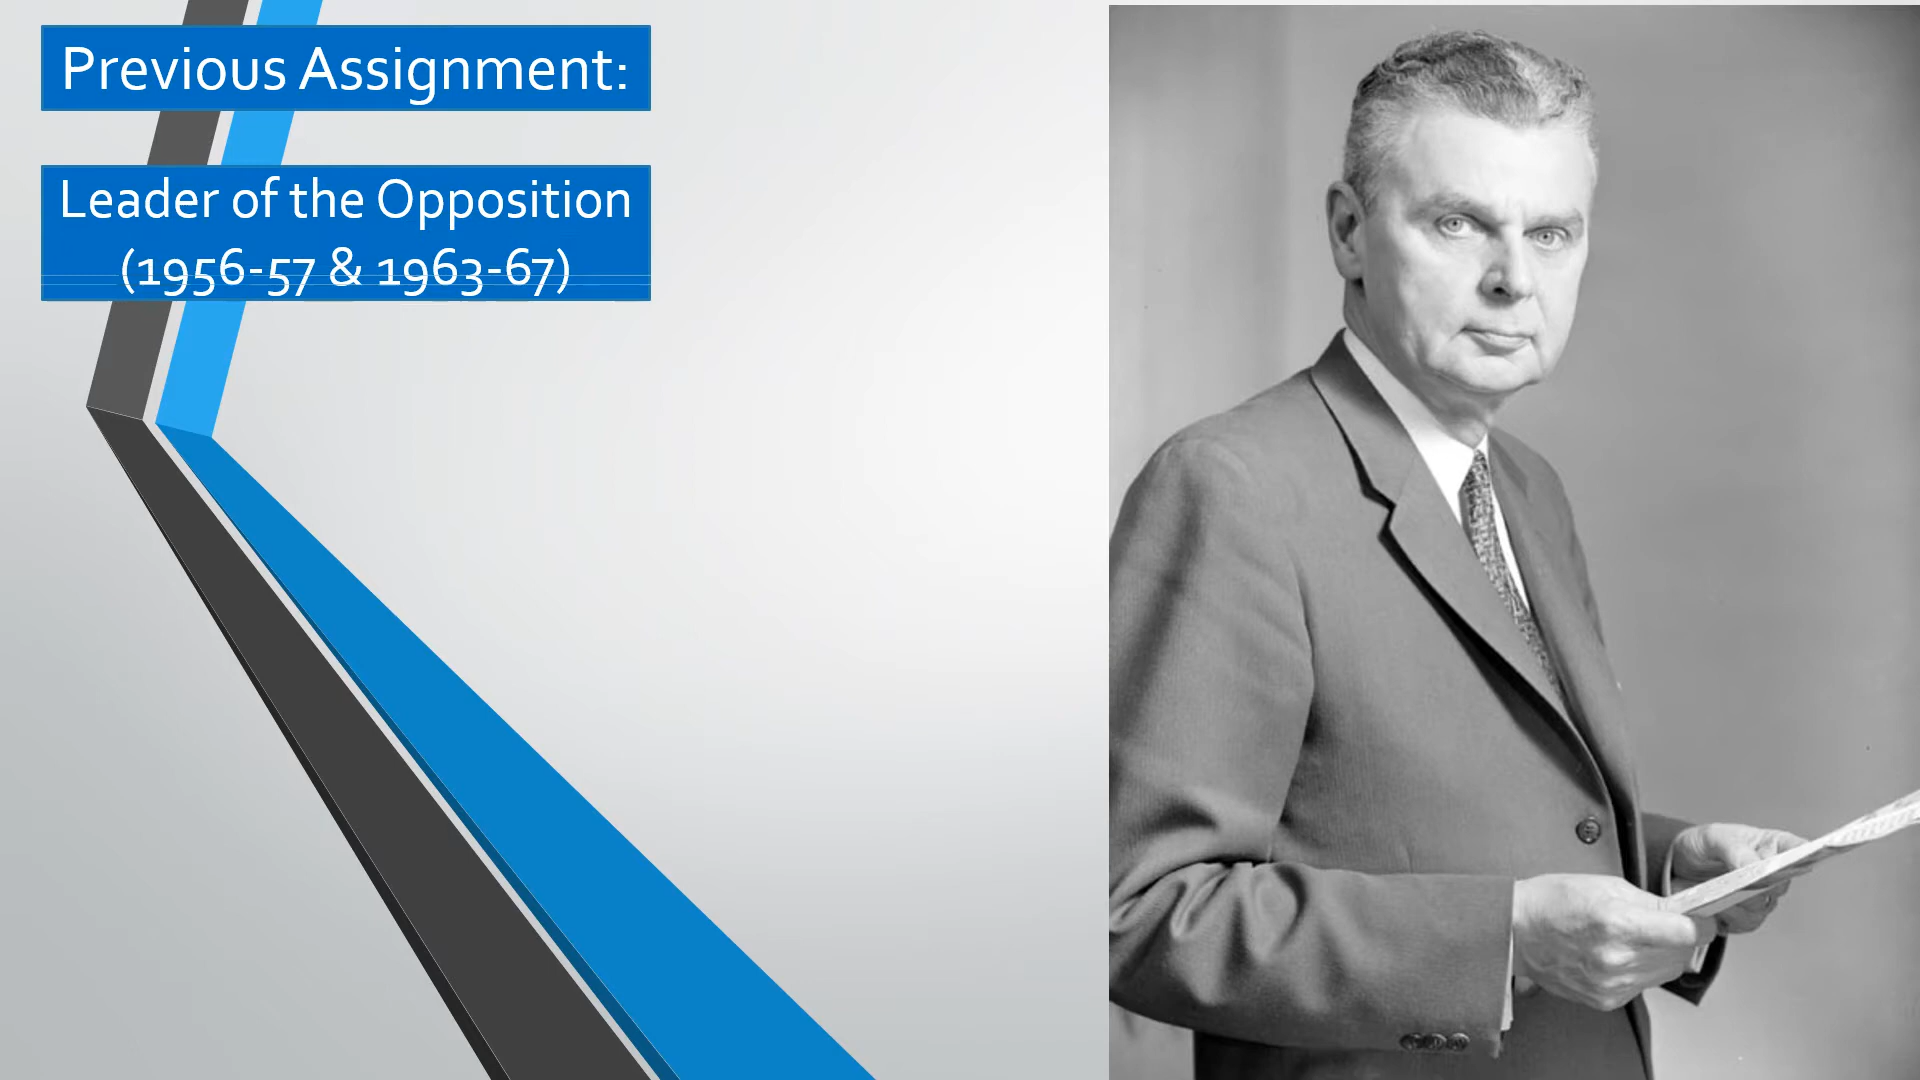 Previous Assignment:
Leader of the Opposition
(1956-57 & 1963-67)